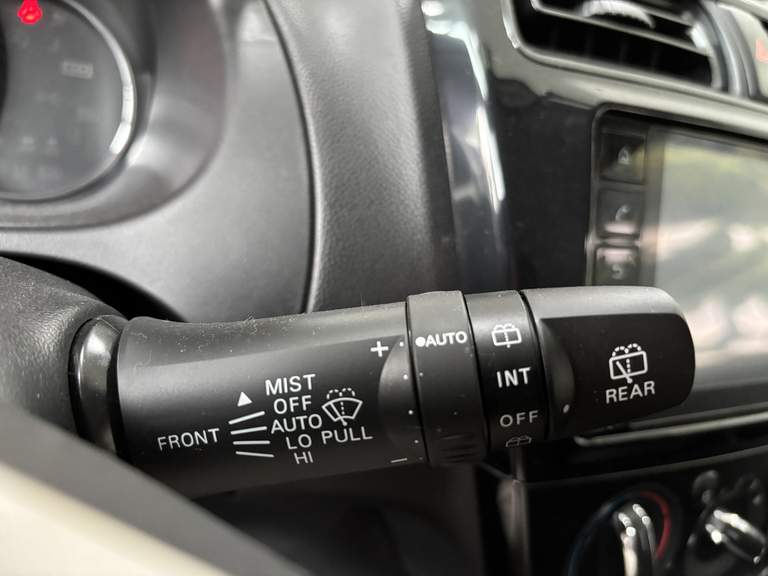 MIST
OFF
AUTO
FRONT
LO PULL
HI
+
−
●AUTO
INT
OFF
REAR